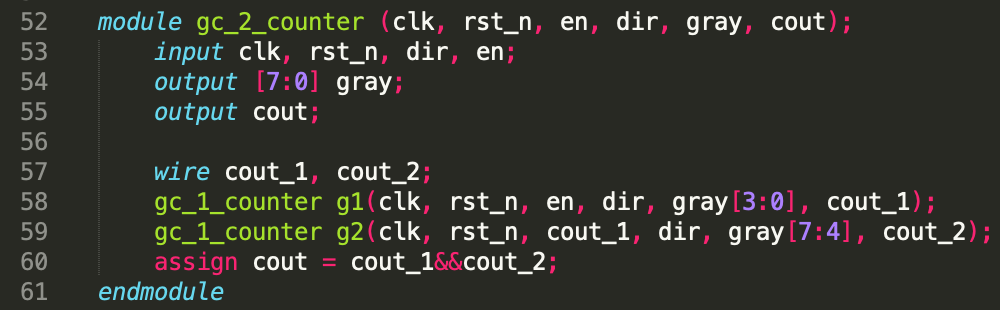 52 module gc_2_counter (clk, rst_n, en, dir, gray, cout);
53 input clk, rst_n, dir, en;
54 output [7:0] gray;
55 output cout;
56
57 wire cout_1, cout_2;
58 gc_1_counter g1(clk, rst_n, en, dir, gray[3:0], cout_1);
59 gc_1_counter g2(clk, rst_n, cout_1, dir, gray[7:4], cout_2);
60 assign cout = cout_1&&cout_2;
61 endmodule